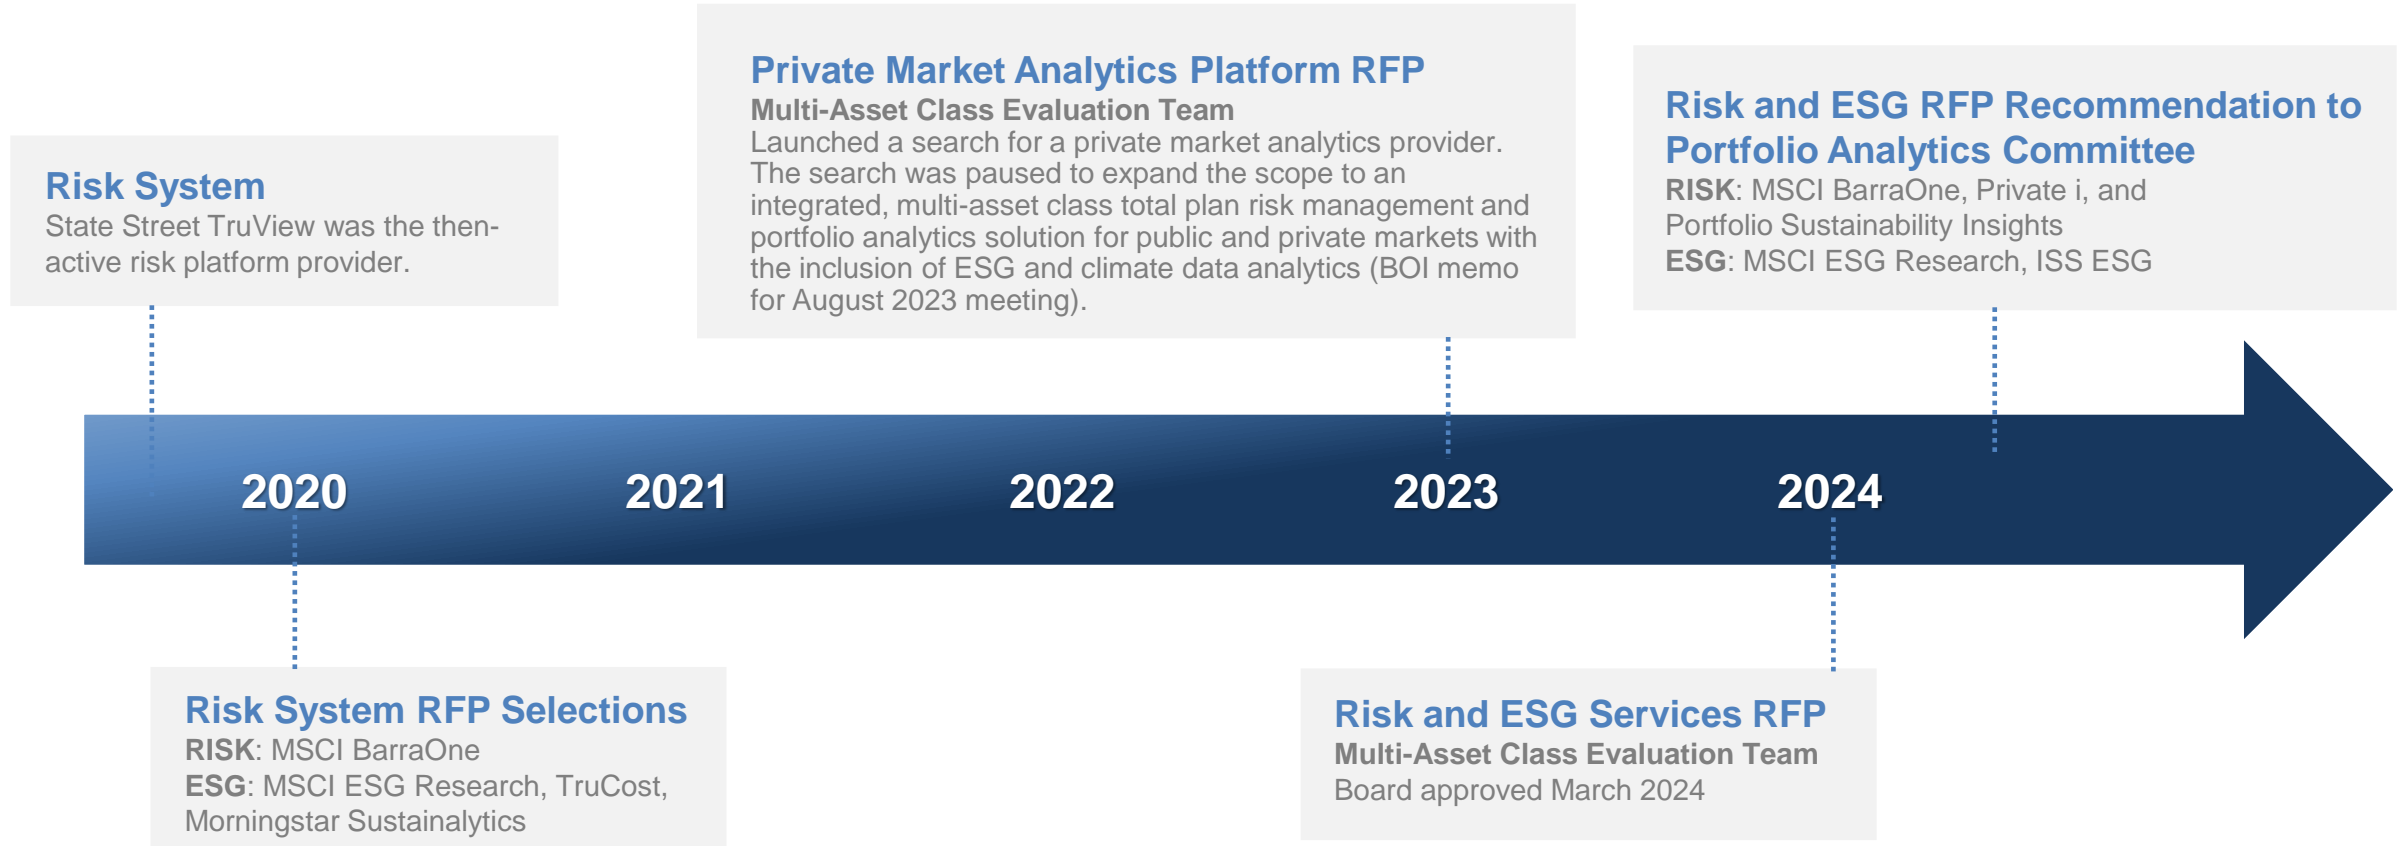 Risk System
State Street TruView was the then-
active risk platform provider.
Private Market Analytics Platform RFP
Multi-Asset Class Evaluation Team
Launched a search for a private market analytics provider.
The search was paused to expand the scope to an
integrated, multi-asset class total plan risk management and
portfolio analytics solution for public and private markets with
the inclusion of ESG and climate data analytics (BOI memo
for August 2023 meeting).
Risk and ESG RFP Recommendation to
Portfolio Analytics Committee
RISK: MSCI BarraOne, Private i, and
Portfolio Sustainability Insights
ESG: MSCI ESG Research, ISS ESG
2020 2021 2022 2023 2024
Risk System RFP Selections
RISK: MSCI BarraOne
ESG: MSCI ESG Research, TruCost,
Morningstar Sustainalytics
Risk and ESG Services RFP
Multi-Asset Class Evaluation Team
Board approved March 2024